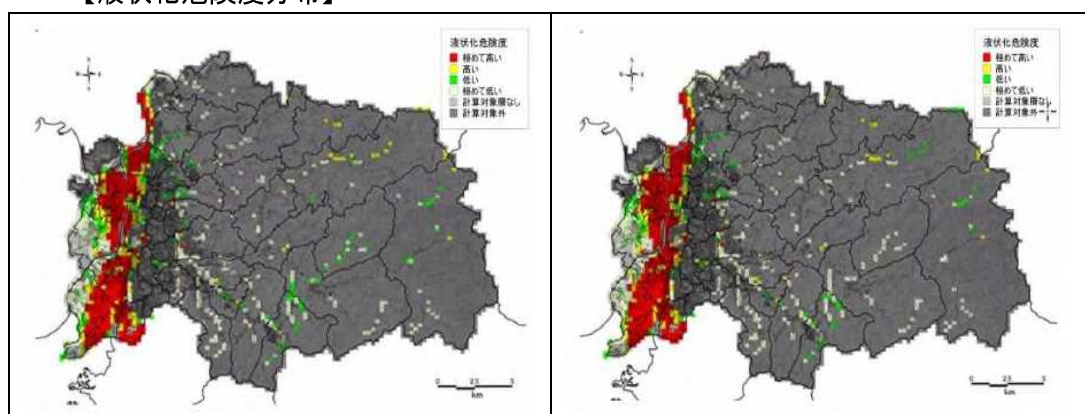 【液状化危険度分布】
液状化危険度
極めて高い
高い
低い
極めて低い
計算対象層なし
計算対象外
km
液状化危険度
極めて高い
高い
低い
極めて低い
計算対象層なし
計算対象外
km